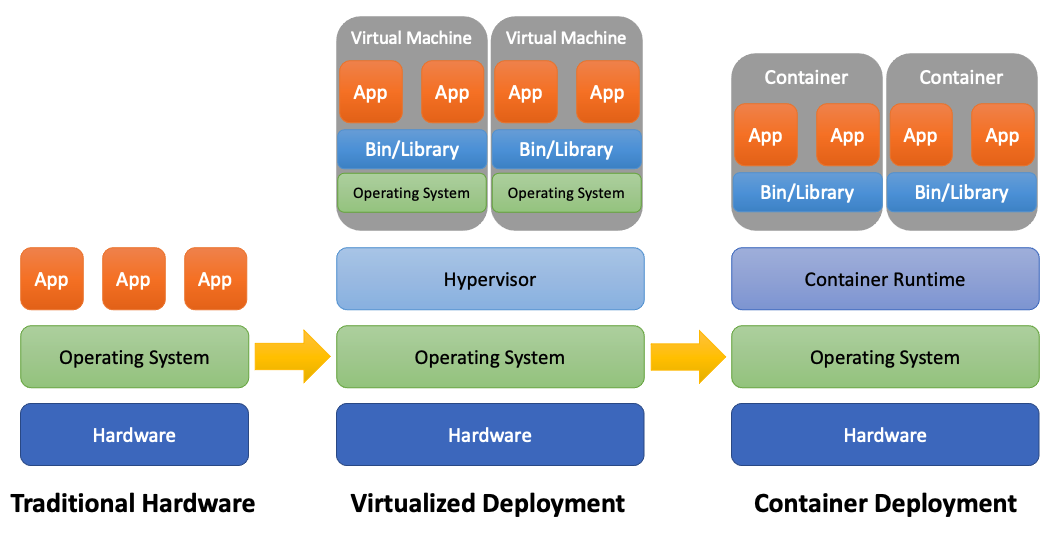 Virtual Machine Virtual Machine
App App App App
Bin/Library Bin/Library
Operating System Operating System
Container Container
App App App App
Bin/Library Bin/Library
App App App
Hypervisor
Container Runtime
Operating System
Operating System
Operating System
Hardware
Hardware
Hardware
Traditional Hardware
Virtualized Deployment
Container Deployment